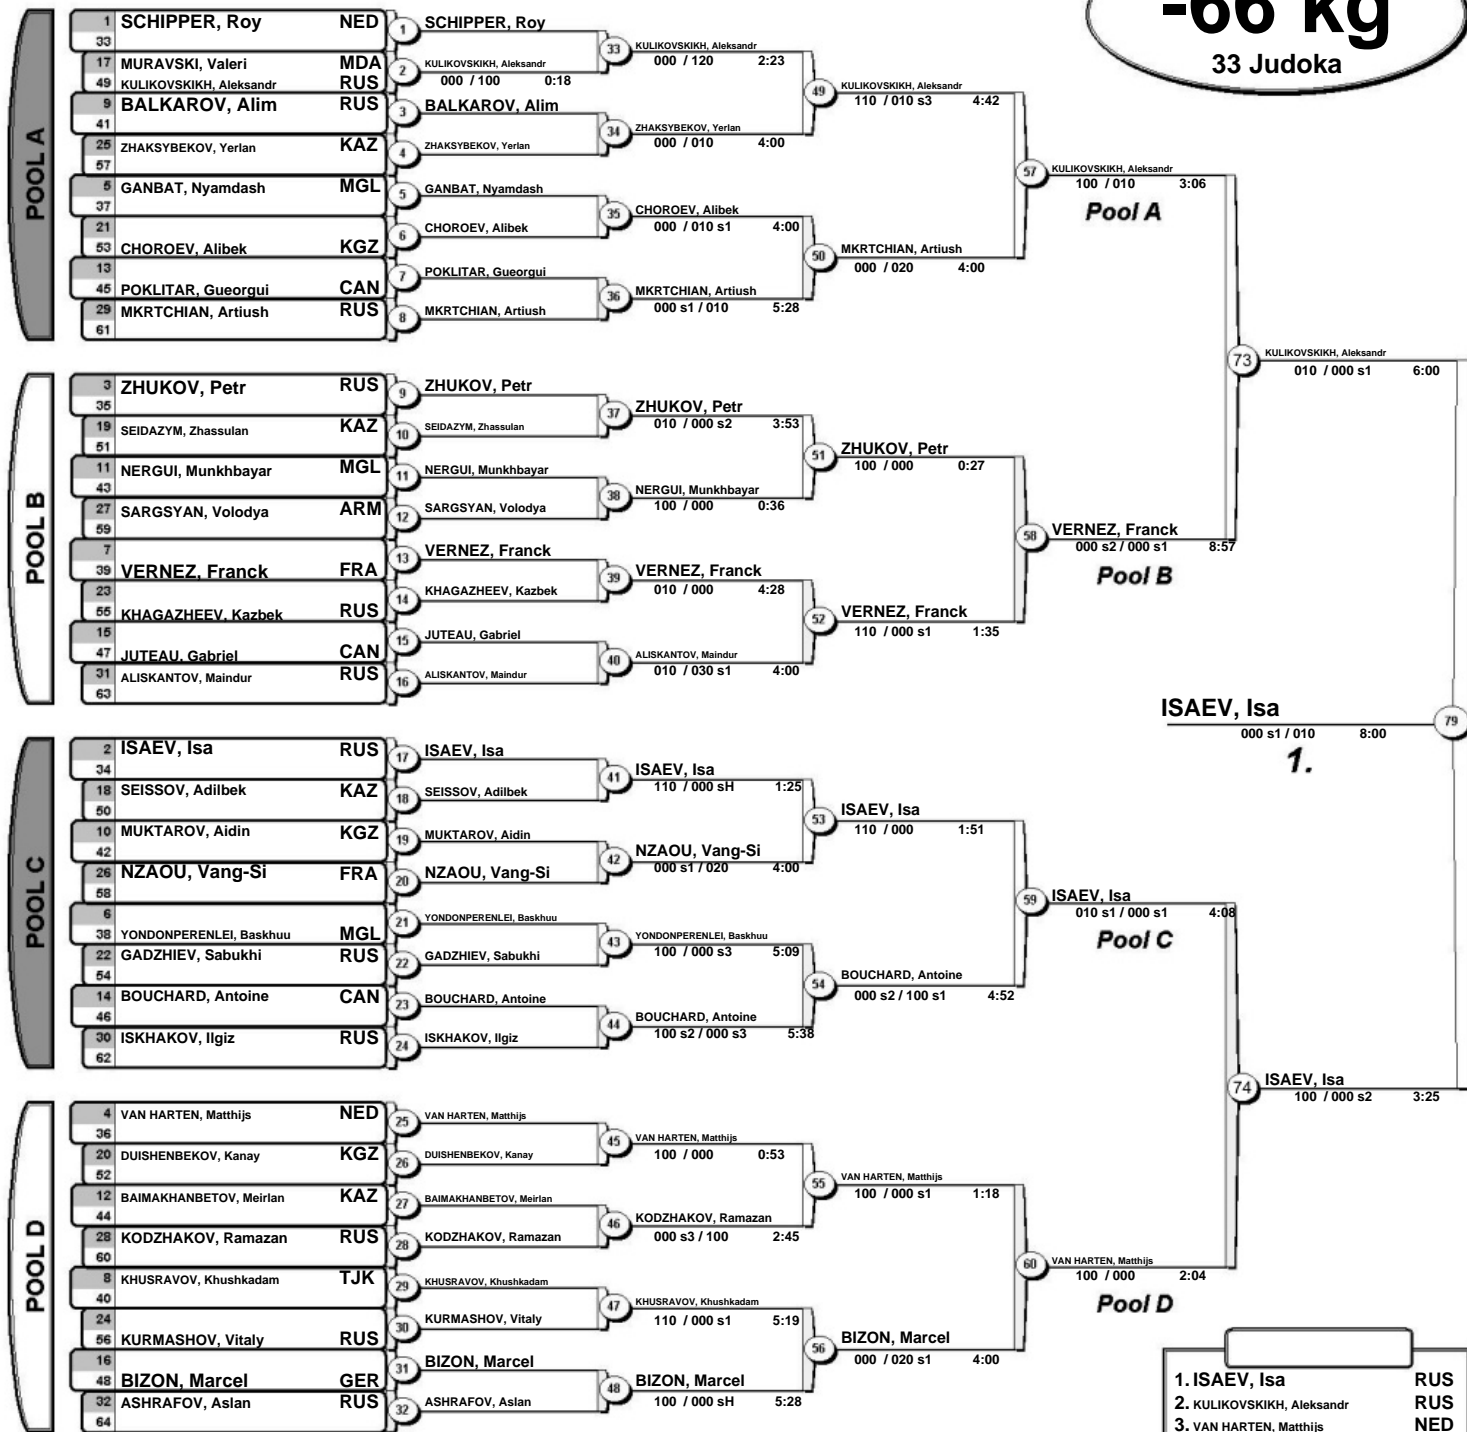 -66 kg
33 Judoka
POOL A
1 SCHIPPER, Roy NED
33
17 MURAVSKI, Valeri MDA
49 KULIKOVSKIKH, Aleksandr RUS
9 BALKAROV, Alim RUS
41
25 ZHAKSYBEKOV, Yerlan KAZ
57
5 GANBAT, Nyamdash MGL
37
21
53 CHOROEV, Alibek KGZ
13
45 POKLITAR, Gueorgui CAN
29 MKRTCHIAN, Artiush RUS
61
1 SCHIPPER, Roy
2 KULIKOVSKIKH, Aleksandr
000 / 100 0:18
3 BALKAROV, Alim
4 ZHAKSYBEKOV, Yerlan
5 GANBAT, Nyamdash
6 CHOROEV, Alibek
7 POKLITAR, Gueorgui
8 MKRTCHIAN, Artiush
33 KULIKOVSKIKH, Aleksandr
000 / 120 2:23
34 ZHAKSYBEKOV, Yerlan
000 / 010 4:00
35 CHOROEV, Alibek
000 / 010 s1 4:00
36 MKRTCHIAN, Artiush
000 s1 / 010 5:28
49 KULIKOVSKIKH, Aleksandr
110 / 010 s3 4:42
50 MKRTCHIAN, Artiush
000 / 020 4:00
57 KULIKOVSKIKH, Aleksandr
100 / 010 3:06
Pool A
POOL B
3 ZHUKOV, Petr RUS
35
19 SEIDAZYM, Zhassulan KAZ
51
11 NERGUI, Munkhbayar MGL
43
27 SARGSYAN, Volodya ARM
59
7
39 VERNEZ, Franck FRA
23
55 KHAGAZHEEV, Kazbek RUS
15
47 JUTEAU, Gabriel CAN
31 ALISKANTOV, Maindur RUS
63
9 ZHUKOV, Petr
10 SEIDAZYM, Zhassulan
11 NERGUI, Munkhbayar
12 SARGSYAN, Volodya
13 VERNEZ, Franck
14 KHAGAZHEEV, Kazbek
15 JUTEAU, Gabriel
16 ALISKANTOV, Maindur
37 ZHUKOV, Petr
010 / 000 s2 3:53
38 NERGUI, Munkhbayar
100 / 000 0:36
39 VERNEZ, Franck
010 / 000 4:28
40 ALISKANTOV, Maindur
010 / 030 s1 4:00
51 ZHUKOV, Petr
100 / 000 0:27
52 VERNEZ, Franck
110 / 000 s1 1:35
58 VERNEZ, Franck
000 s2 / 000 s1 8:57
Pool B
73 KULIKOVSKIKH, Aleksandr
010 / 000 s1 6:00
ISAEV, Isa 79
000 s1 / 010 8:00
1.
POOL C
2 ISAEV, Isa RUS
34
18 SEISSOV, Adilbek KAZ
50
10 MUKTAROV, Aidin KGZ
42
26 NZAOU, Vang-Si FRA
58
6
38 YONDONPERENLEI, Baskhuu MGL
22 GADZHIEV, Sabukhi RUS
54
14 BOUCHARD, Antoine CAN
46
30 ISKHAKOV, Ilgiz RUS
62
17 ISAEV, Isa
18 SEISSOV, Adilbek
19 MUKTAROV, Aidin
20 NZAOU, Vang-Si
21 YONDONPERENLEI, Baskhuu
22 GADZHIEV, Sabukhi
23 BOUCHARD, Antoine
24 ISKHAKOV, Ilgiz
41 ISAEV, Isa
110 / 000 sH 1:25
42 NZAOU, Vang-Si
000 s1 / 020 4:00
43 YONDONPERENLEI, Baskhuu
100 / 000 s3 5:09
44 BOUCHARD, Antoine
100 s2 / 000 s3 5:38
53 ISAEV, Isa
110 / 000 1:51
54 BOUCHARD, Antoine
000 s2 / 100 s1 4:52
59 ISAEV, Isa
010 s1 / 000 s1 4:08
Pool C
POOL D
4 VAN HARTEN, Matthijs NED
36
20 DUISHENBEKOV, Kanay KGZ
52
12 BAIMAKHANBETOV, Meirlan KAZ
44
28 KODZHAKOV, Ramazan RUS
60
8 KHUSRAVOV, Khushkadam TJK
40
24
56 KURMASHOV, Vitaly RUS
16
48 BIZON, Marcel GER
32 ASHRAFOV, Aslan RUS
64
25 VAN HARTEN, Matthijs
26 DUISHENBEKOV, Kanay
27 BAIMAKHANBETOV, Meirlan
28 KODZHAKOV, Ramazan
29 KHUSRAVOV, Khushkadam
30 KURMASHOV, Vitaly
31 BIZON, Marcel
32 ASHRAFOV, Aslan
45 VAN HARTEN, Matthijs
100 / 000 0:53
46 KODZHAKOV, Ramazan
000 s3 / 100 2:45
47 KHUSRAVOV, Khushkadam
110 / 000 s1 5:19
48 BIZON, Marcel
100 / 000 sH 5:28
55 VAN HARTEN, Matthijs
100 / 000 s1 1:18
56 BIZON, Marcel
000 / 020 s1 4:00
60 VAN HARTEN, Matthijs
100 / 000 2:04
Pool D
74 ISAEV, Isa
100 / 000 s2 3:25
1. ISAEV, Isa RUS
2. KULIKOVSKIKH, Aleksandr RUS
3. VAN HARTEN, Matthijs NED